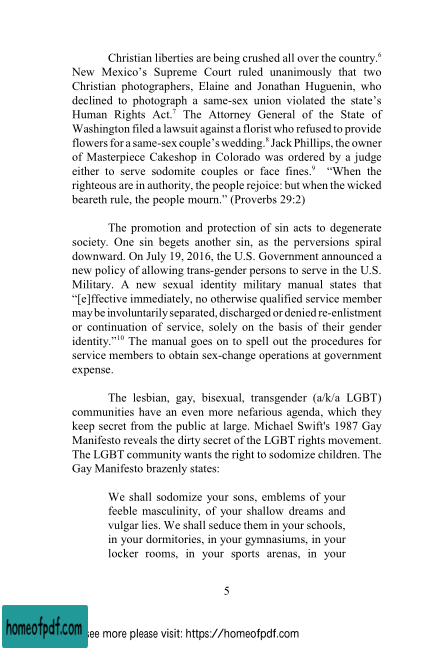 Christian liberties are being crushed all over the country.6
New Mexico's Supreme Court ruled unanimously that two
Christian photographers, Elaine and Jonathan Huguenin, who
declined to photograph a same-sex union violated the state's
Human Rights Act.7 The Attorney General of the State of
Washington filed a lawsuit against a florist who refused to provide
flowers for a same-sex couple's wedding.8 Jack Phillips, the owner
of Masterpiece Cakeshop in Colorado was ordered by a judge
either to serve sodomite couples or face fines.9 “When the
righteous are in authority, the people rejoice: but when the wicked
beareth rule, the people mourn.” (Proverbs 29:2)
The promotion and protection of sin acts to degenerate
society. One sin begets another sin, as the perversions spiral
downward. On July 19, 2016, the U.S. Government announced a
new policy of allowing trans-gender persons to serve in the U.S.
Military. A new sexual identity military manual states that
“[e]ffective immediately, no otherwise qualified service member
may be involuntarily separated, discharged or denied re-enlistment
or continuation of service, solely on the basis of their gender
identity.”10 The manual goes on to spell out the procedures for
service members to obtain sex-change operations at government
expense.
The lesbian, gay, bisexual, transgender (a/k/a LGBT)
communities have an even more nefarious agenda, which they
keep secret from the public at large. Michael Swift's 1987 Gay
Manifesto reveals the dirty secret of the LGBT rights movement.
The LGBT community wants the right to sodomize children. The
Gay Manifesto brazenly states:
We shall sodomize your sons, emblems of your
feeble masculinity, of your shallow dreams and
vulgar lies. We shall seduce them in your schools,
in your dormitories, in your gymnasiums, in your
locker rooms, in your sports arenas, in your
5
homeofpdf.com
see more please visit: https://homeofpdf.com